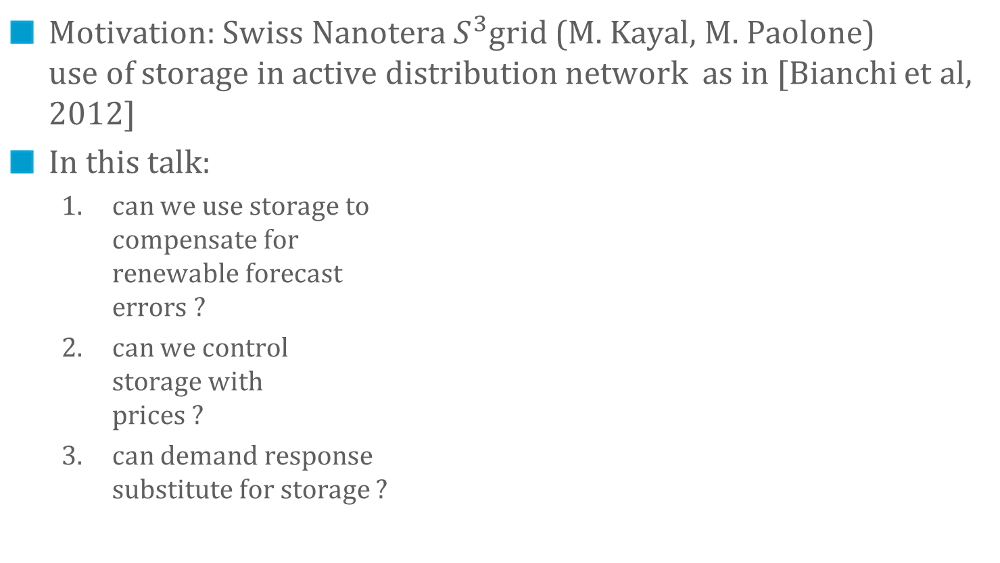 Motivation: Swiss Nanotera S³grid (M. Kayal, M. Paolone)
use of storage in active distribution network as in [Bianchi et al,
2012]
In this talk:
1. can we use storage to
compensate for
renewable forecast
errors ?
2. can we control
storage with
prices ?
3. can demand response
substitute for storage ?